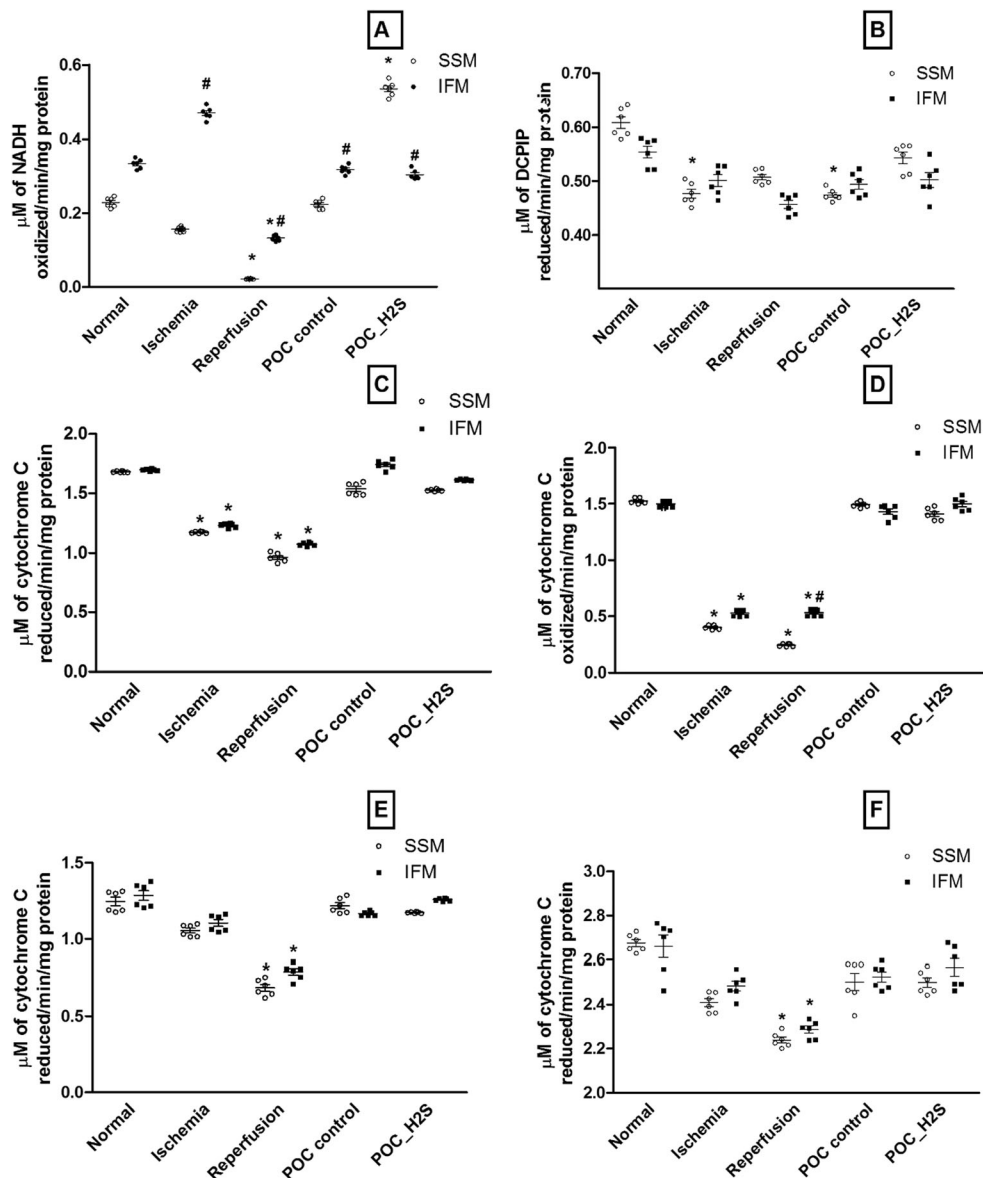 A
SSM
IFM
μM of NADH
oxidized/min/mg protein
0.6
0.4
0.2
0.0
#
* #
*
#
*
#
Normal
Ischemia
Reperfusion
POC control
POC_H2S
B
SSM
IFM
μM of DCPIP
reduced/min/mg protein
0.70
0.60
0.50
0.40
*
*
Normal
Ischemia
Reperfusion
POC control
POC_H2S
C
SSM
IFM
μM of cytochrome C
reduced/min/mg protein
2.0
1.5
1.0
0.5
0.0
* *
* *
Normal
Ischemia
Reperfusion
POC control
POC_H2S
D
SSM
IFM
μM of cytochrome C
oxidized/min/mg protein
2.0
1.5
1.0
0.5
0.0
* *
* * #
Normal
Ischemia
Reperfusion
POC control
POC_H2S
E
SSM
IFM
μM of cytochrome C
reduced/min/mg protein
1.5
1.0
0.5
0.0
* *
Normal
Ischemia
Reperfusion
POC control
POC_H2S
F
SSM
IFM
μM of cytochrome C
reduced/min/mg protein
3.0
2.8
2.6
2.4
2.2
2.0
* *
Normal
Ischemia
Reperfusion
POC control
POC_H2S